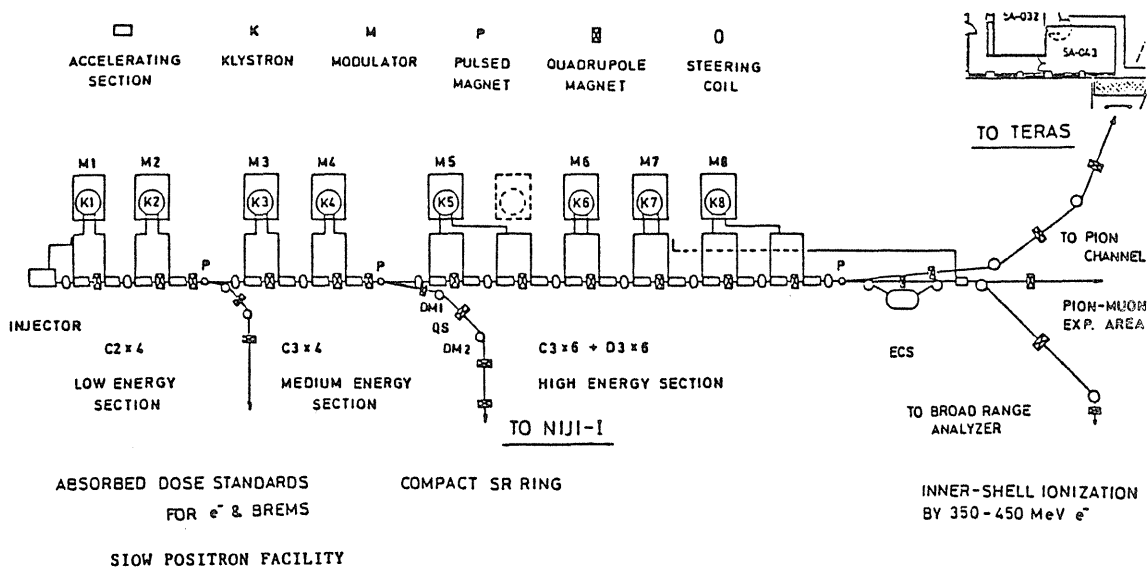 K
M
P
O
ACCELERATING
SECTION
KLYSTRON
MODULATOR
PULSED
MAGNET
QUADRUPOLE
MAGNET
STEERING
COIL
SA-032
SA-043
TO TERAS
M1 M2 M3 M4 M5 M6 M7 M8
K1 K2 K3 K4 K5 K6 K7 K8
TO PION
CHANNEL
P P P
INJECTOR
DM1
QS
DM2
PION-MUON
EXP. AREA
ECS
C2×4
LOW ENERGY
SECTION
C3×4
MEDIUM ENERGY
SECTION
C3×6 + D3×6
HIGH ENERGY SECTION
TO BROAD RANGE
ANALYZER
TO NIJI-I
ABSORBED DOSE STANDARDS
FOR e⁻ & BREMS
COMPACT SR RING
INNER-SHELL IONIZATION
BY 350-450 MeV e⁻
SIOW POSITRON FACILITY